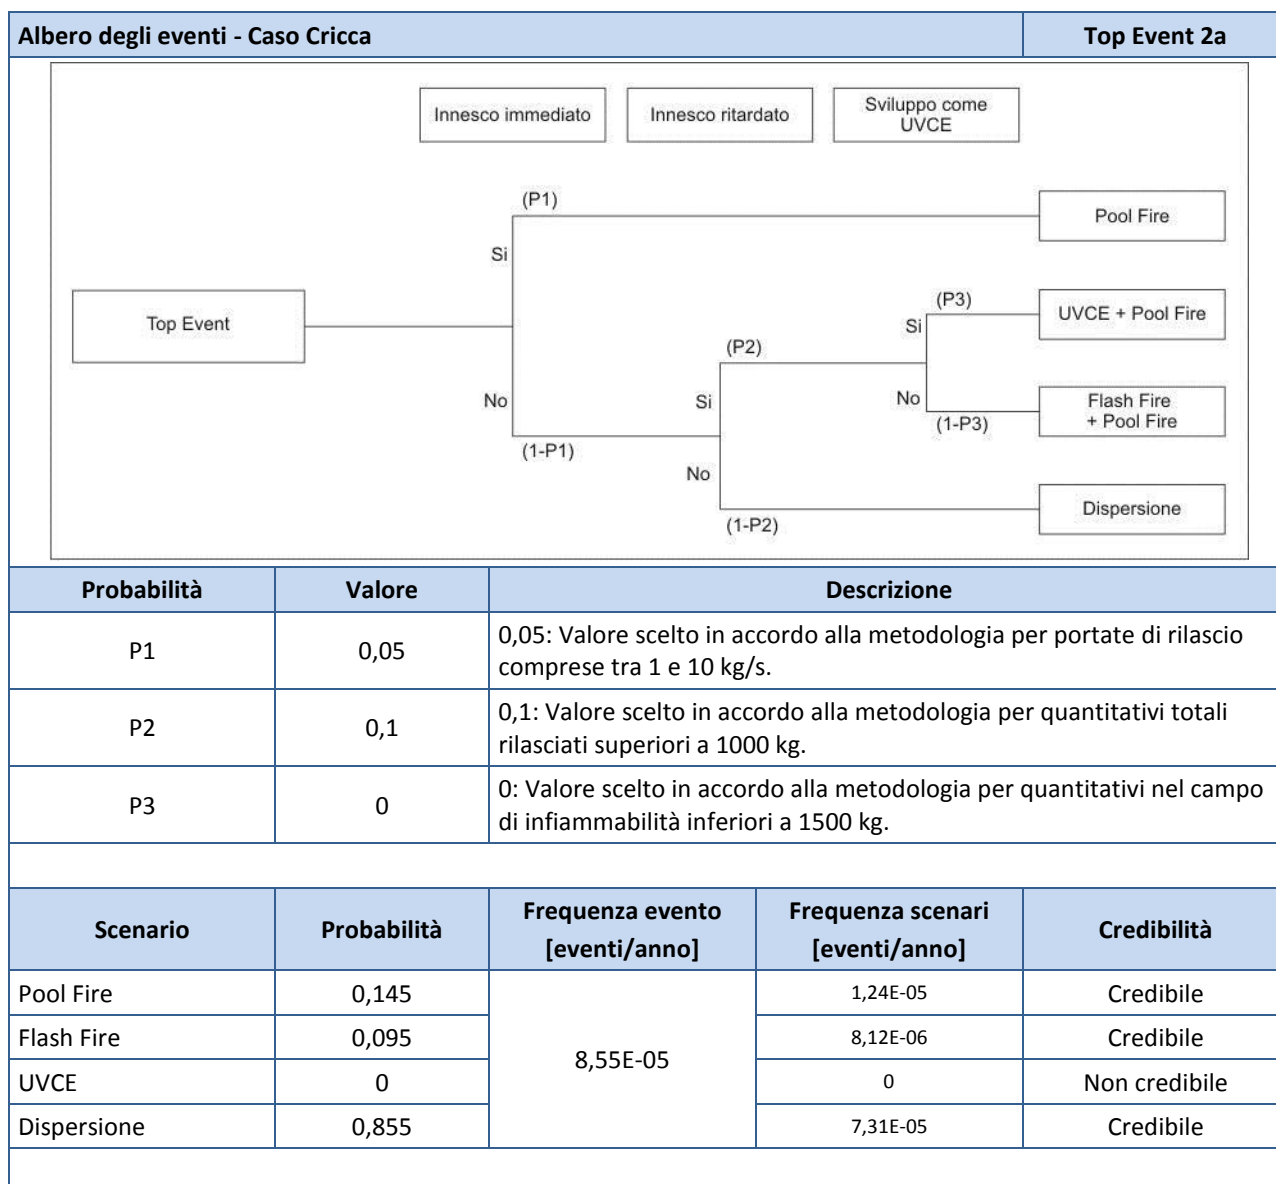 Albero degli eventi - Caso Cricca
Top Event 2a
Innesco immediato
Innesco ritardato
Sviluppo come
UVCE
(P1)
Pool Fire
Si
Top Event
(P3)
UVCE + Pool Fire
Si
(P2)
No
Si
No
Flash Fire
+ Pool Fire
(1-P3)
(1-P1)
No
Dispersione
(1-P2)
Probabilità
Valore
Descrizione
P1
0,05
0,05: Valore scelto in accordo alla metodologia per portate di rilascio
comprese tra 1 e 10 kg/s.
P2
0,1
0,1: Valore scelto in accordo alla metodologia per quantitativi totali
rilasciati superiori a 1000 kg.
P3
0
0: Valore scelto in accordo alla metodologia per quantitativi nel campo
di infiammabilità inferiori a 1500 kg.
Scenario
Probabilità
Frequenza evento
[eventi/anno]
Frequenza scenari
[eventi/anno]
Credibilità
Pool Fire
0,145
8,55E-05
1,24E-05
Credibile
Flash Fire
0,095
8,12E-06
Credibile
UVCE
0
0
Non credibile
Dispersione
0,855
7,31E-05
Credibile